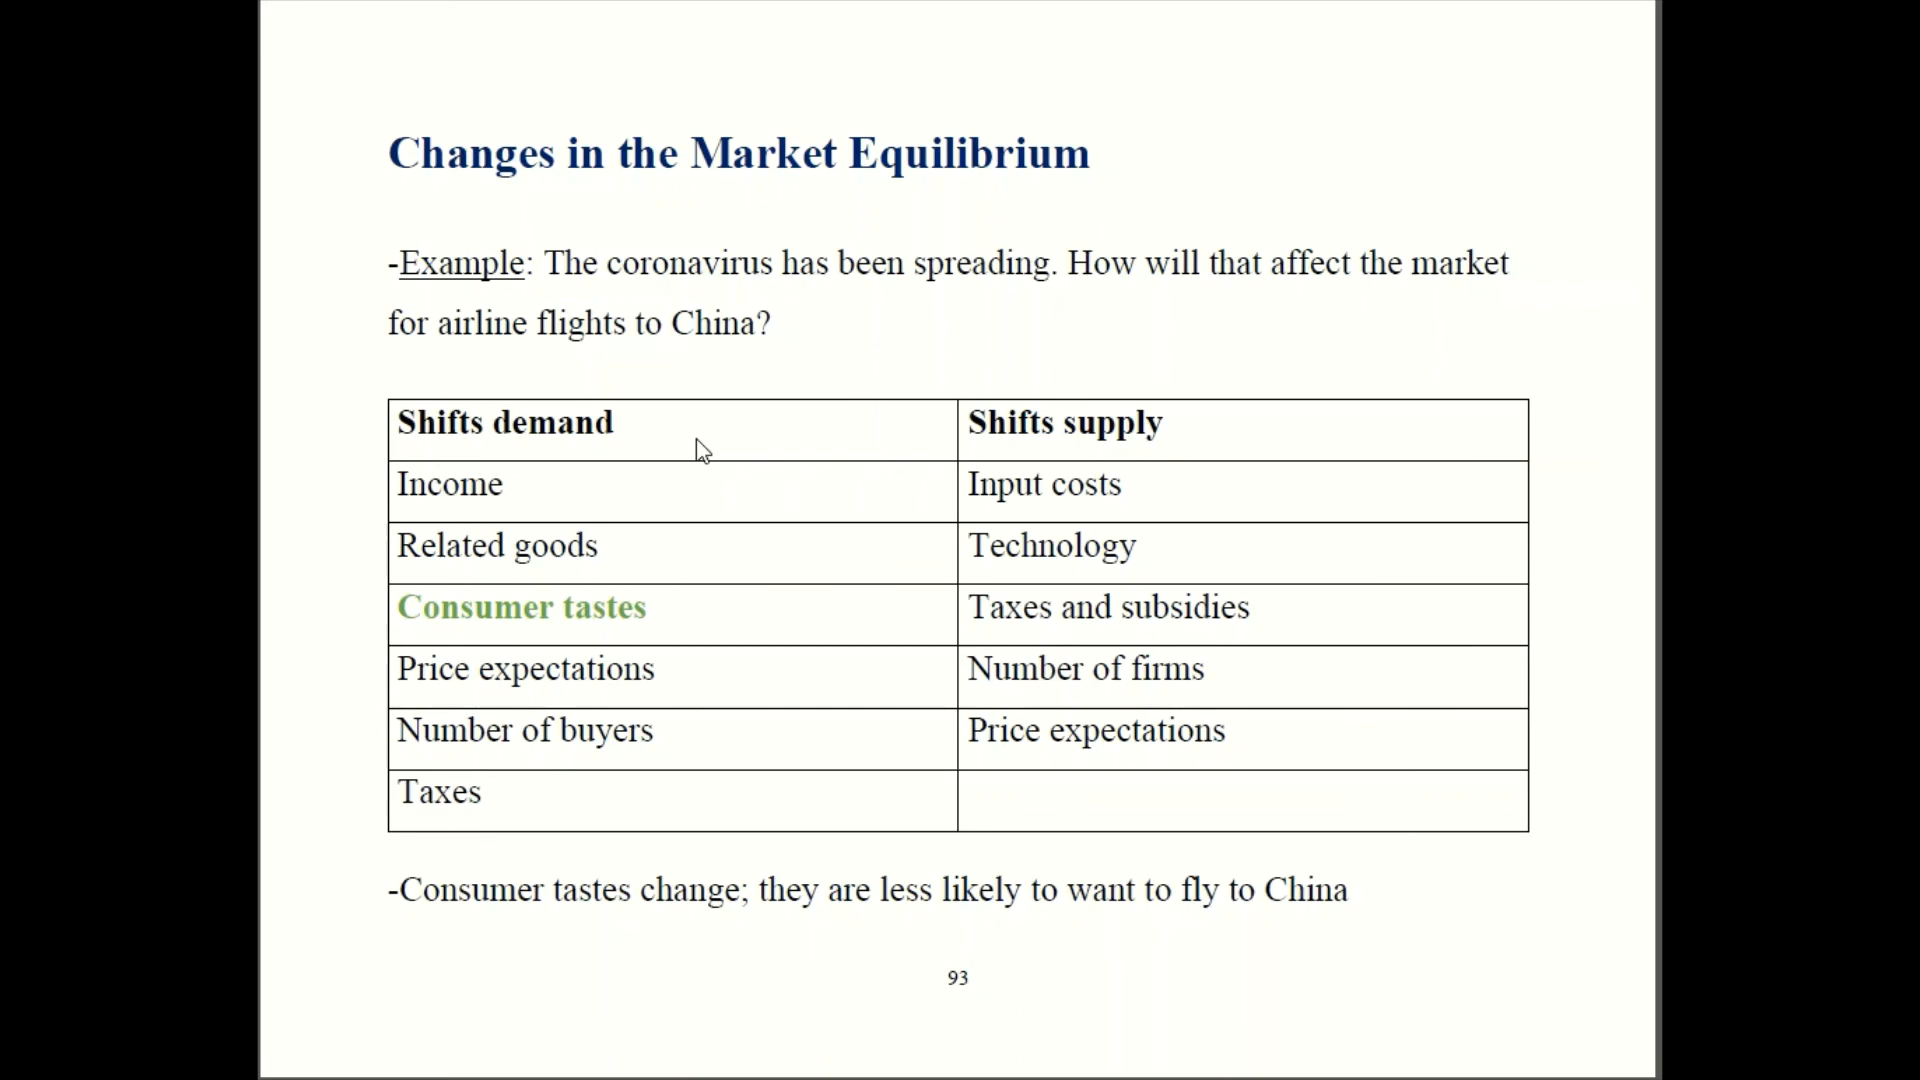 Changes in the Market Equilibrium
-Example: The coronavirus has been spreading. How will that affect the market
for airline flights to China?
Shifts demand Shifts supply
Income Input costs
Related goods Technology
Consumer tastes Taxes and subsidies
Price expectations Number of firms
Number of buyers Price expectations
Taxes
-Consumer tastes change; they are less likely to want to fly to China
93